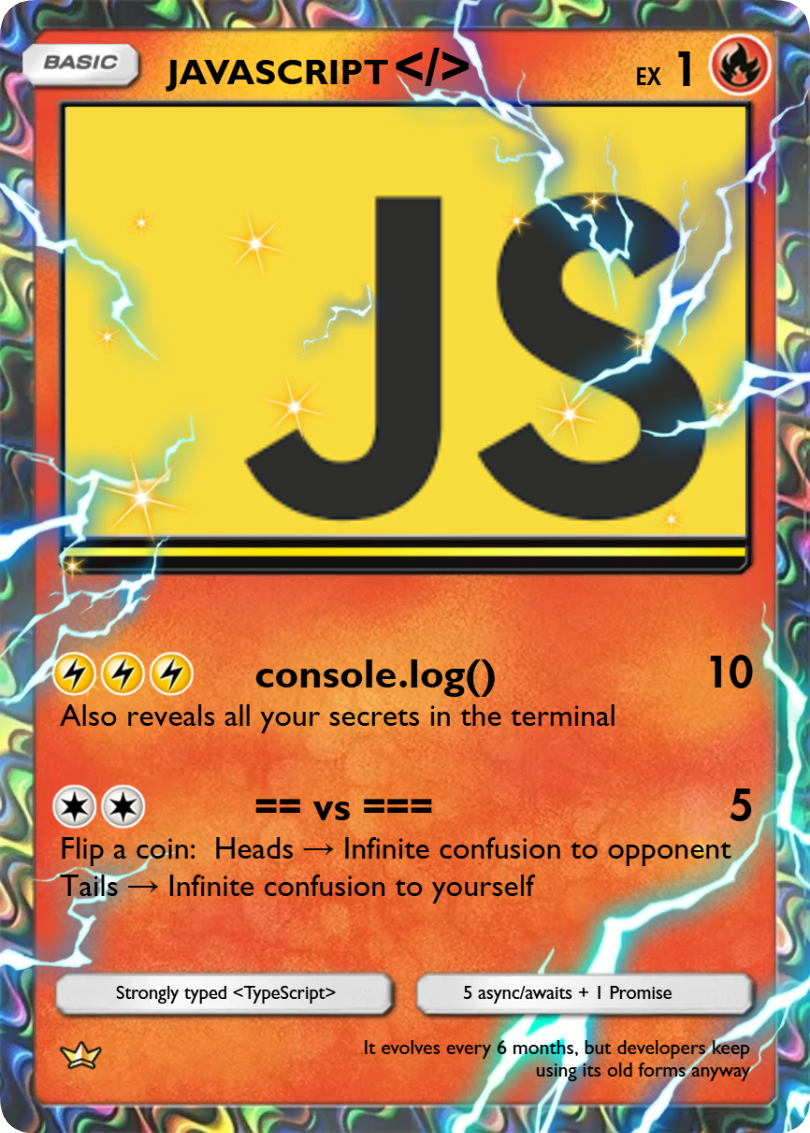 BASIC
JAVASCRIPT</> EX 1
JS
console.log() 10
Also reveals all your secrets in the terminal
== vs === 5
Flip a coin: Heads → Infinite confusion to opponent
Tails → Infinite confusion to yourself
Strongly typed <TypeScript>
5 async/awaits + 1 Promise
It evolves every 6 months, but developers keep
using its old forms anyway